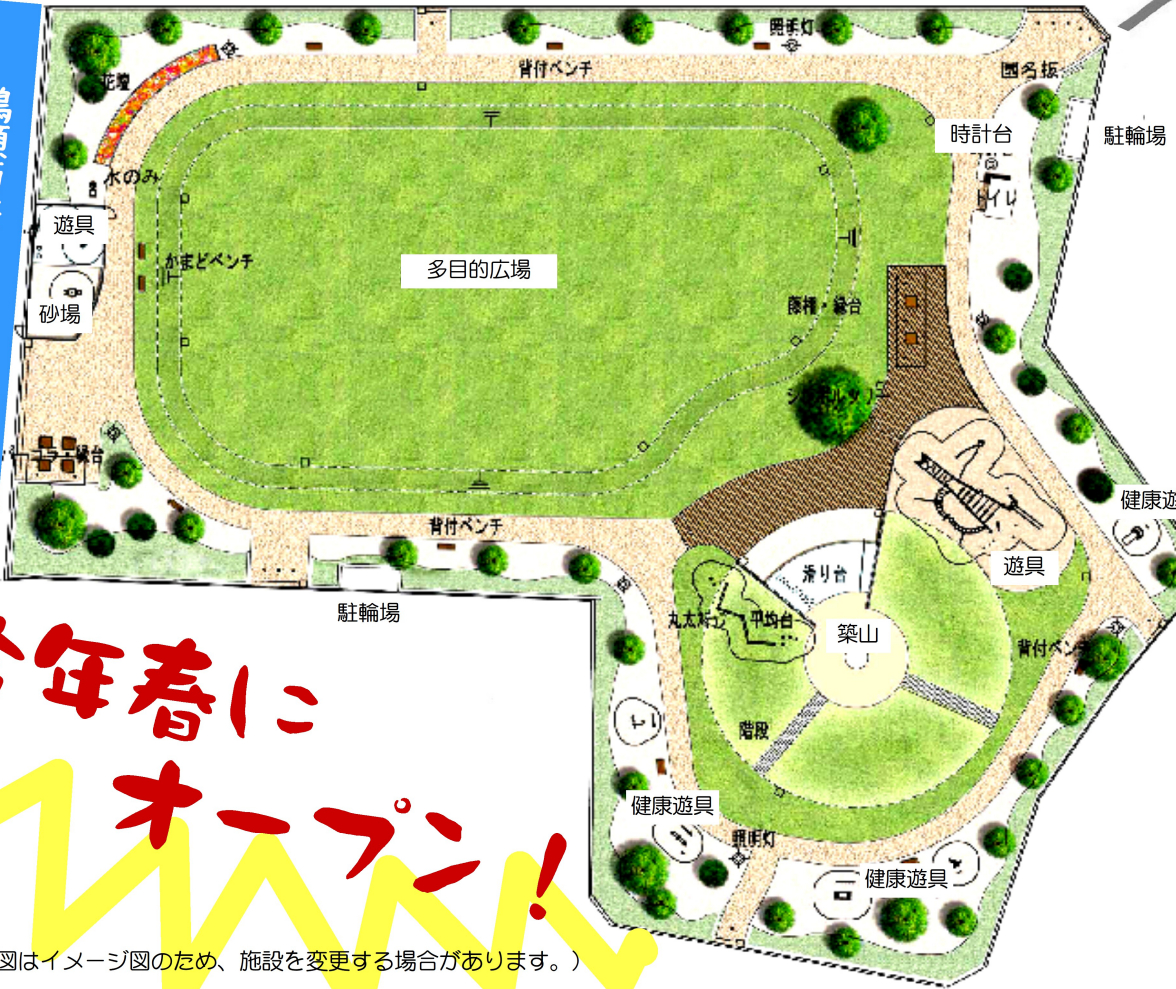 照明灯
背付ベンチ
園名板
花壇
時計台
駐輪場
水のみ
トイレ
遊具
かまどベンチ
多目的広場
砂場
藤棚・縁台
シンボルツリー
縁台
健康遊
背付ベンチ
滑り台
遊具
駐輪場
丸太
平均台
築山
背付ベンチ
階段
健康遊具
照明灯
健康遊具
今年春に
オープン!
図はイメージ図のため、施設を変更する場合があります。)